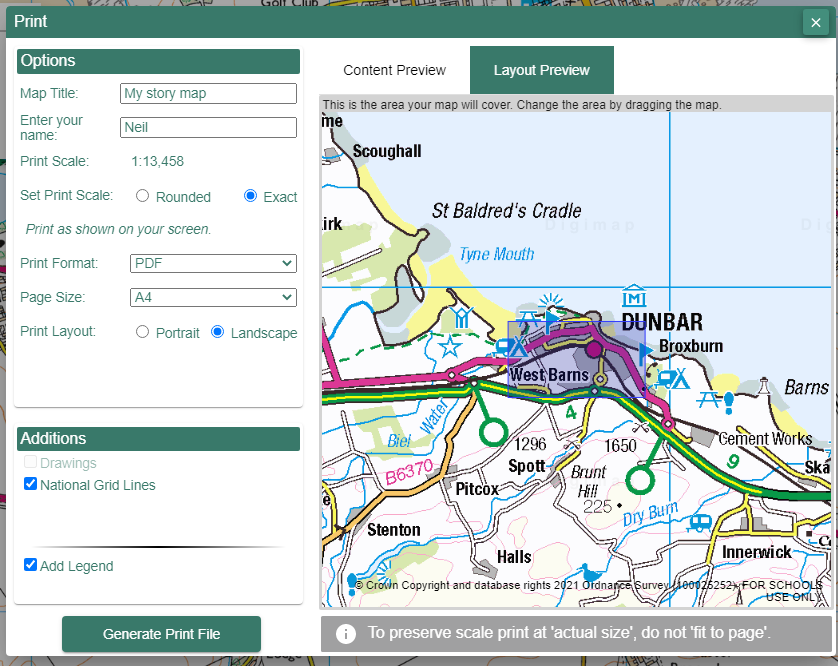 Golf Club
Print
Options
Map Title: My story map
Enter your
name: Neil
Print Scale: 1:13,458
Set Print Scale: Rounded Exact
Print as shown on your screen.
Print Format: PDF
Page Size: A4
Print Layout: Portrait Landscape
Additions
Drawings
National Grid Lines
Add Legend
Generate Print File
Content Preview
Layout Preview
This is the area your map will cover. Change the area by dragging the map.
me
Scoughall
St Baldred's Cradle
irk
Digimap
Tyne Mouth
M
DUNBAR
Broxburn
West Barns
Barns
4
Biel Water
1296
1650
Cement Works
B6370
Spott
Brunt
Hill
9
Ska
e
Pitcox
225
Dry Burn
Stenton
Innerwick
Halls
© Crown Copyright and database rights 2021 Ordnance Survey (100025252). FOR SCHOOLS
USE ONLY.
To preserve scale print at 'actual size', do not 'fit to page'.